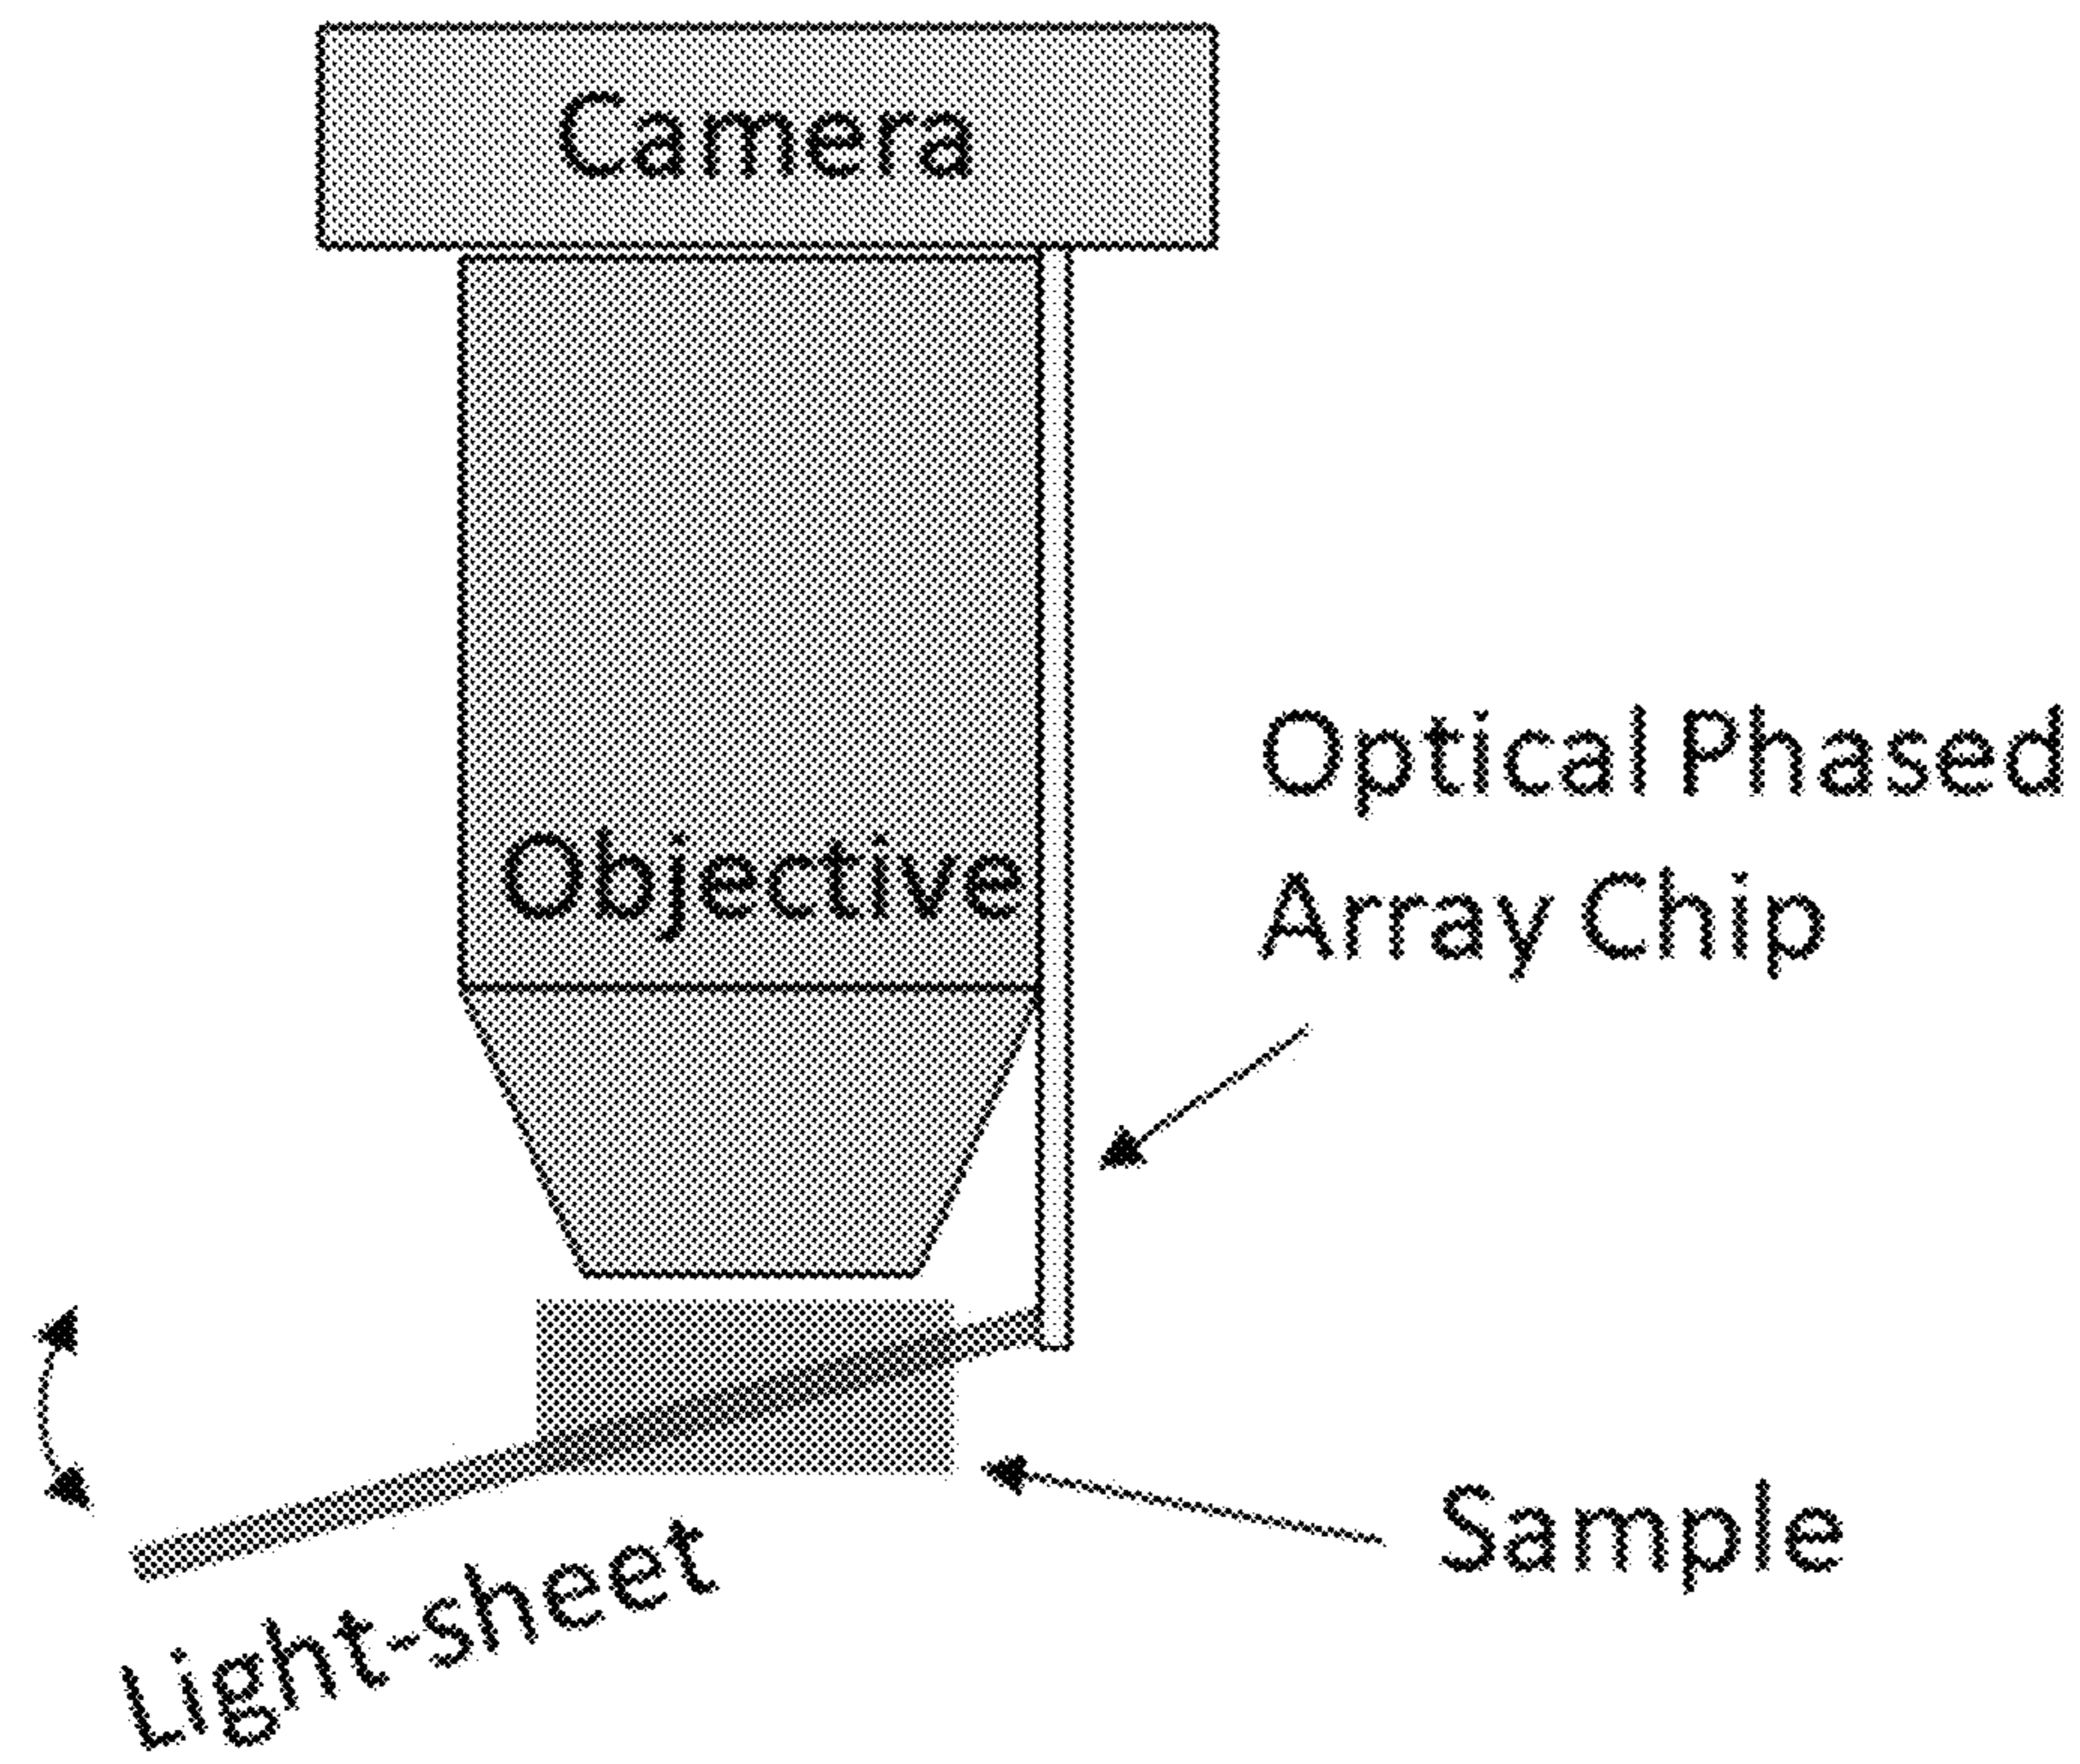 Camera
Objective
Optical Phased
Array Chip
Sample
Light-sheet